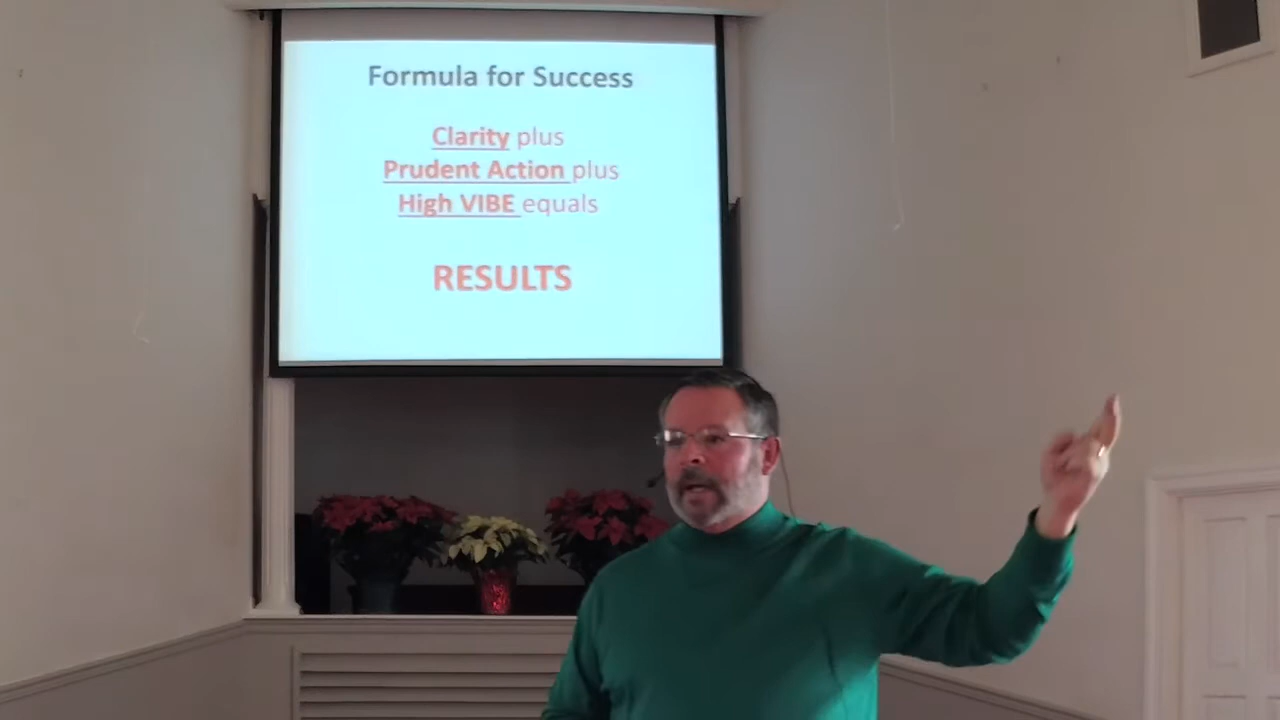 Formula for Success
Clarity plus
Prudent Action plus
High VIBE equals
RESULTS